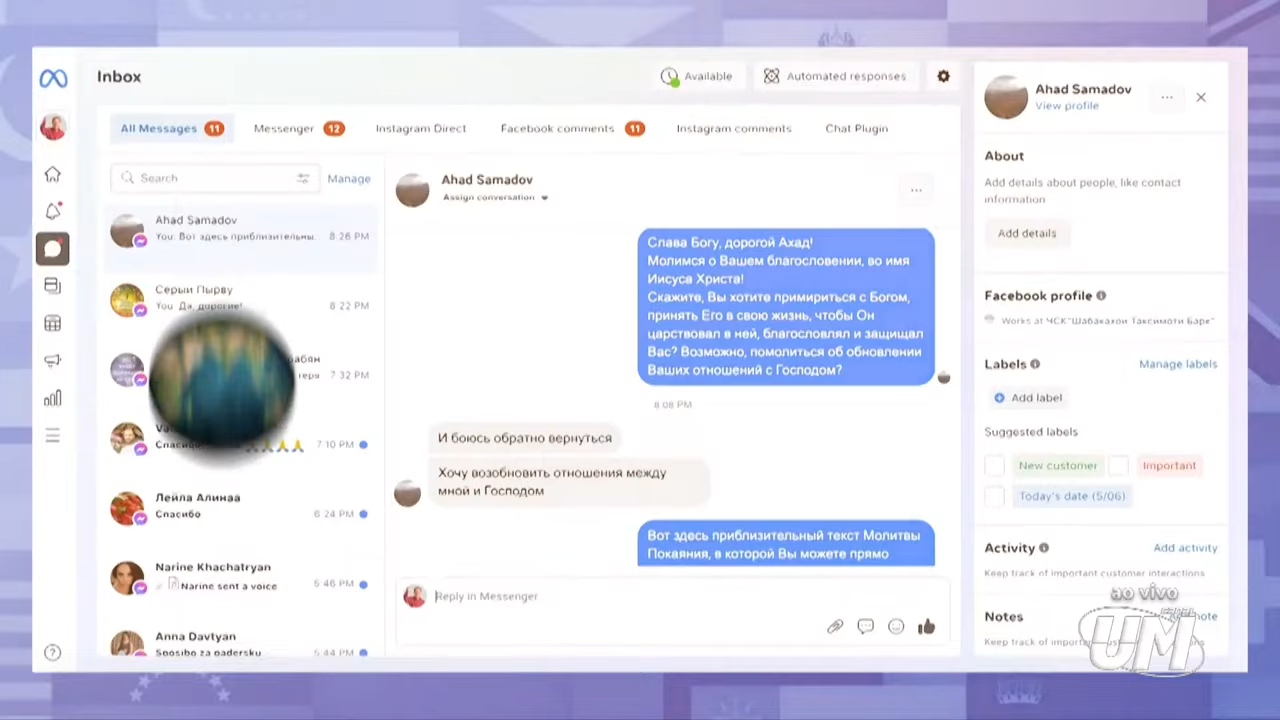 Inbox
Available
Automated responses
All Messages 11
Messenger 12
Instagram Direct
Facebook comments 11
Instagram comments
Chat Plugin
Search
Manage
Ahad Samadov
You: Вот здесь приблизительны...
8:26 PM
Серыи Пырву
You Да, дорогие!
8 22 PM
7 32 PM
Спасибо
7 10 PM
Лейла Алинаа
Спасибо
6 24 PM
Narine Khachatryan
Narine sent a voice
5 46 PM
Anna Davtyan
Sposibo za padersku
5 44 PM
Ahad Samadov
Assign conversation
Слава Богу, дорогой Ахад!
Молимся о Вашем благословении, во имя
Иисуса Христа!
Скажите, Вы хотите примириться с Богом,
принять Его в свою жизнь, чтобы Он
царствовал в ней, благословлял и защищал
Вас? Возможно, помолиться об обновлении
Ваших отношений с Господом?
8 08 PM
И боюсь обратно вернуться
Хочу возобновить отношения между
мной и Господом
Вот здесь приблизительный текст Молитвы
Покаяния, в которой Вы можете прямо
Reply in Messenger
Ahad Samadov
View profile
About
Add details about people, like contact
information
Add details
Facebook profile
Works at ЧСК"Шабакахои Таксимоти Барк"
Labels
Manage labels
Add label
Suggested labels
New customer
Important
Today's date (5/06)
Activity
Add activity
Keep track of important customer interactions
Notes
Keep track of
ao vivo
UM